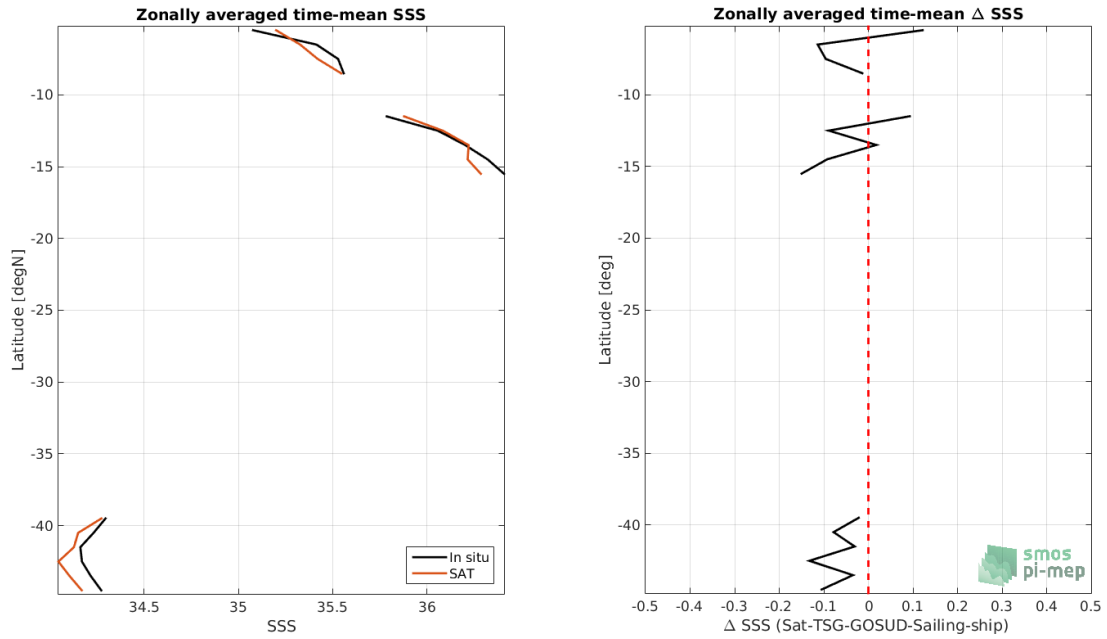 Zonally averaged time-mean SSS
Latitude [degN]
-10
-15
-20
-25
-30
-35
-40
34.5
35
35.5
36
SSS
In situ
SAT
Zonally averaged time-mean Δ SSS
Latitude [deg]
-10
-15
-20
-25
-30
-35
-40
-0.5
-0.4
-0.3
-0.2
-0.1
0
0.1
0.2
0.3
0.4
0.5
Δ SSS (Sat-TSG-GOSUD-Sailing-ship)
smos
pi-mep